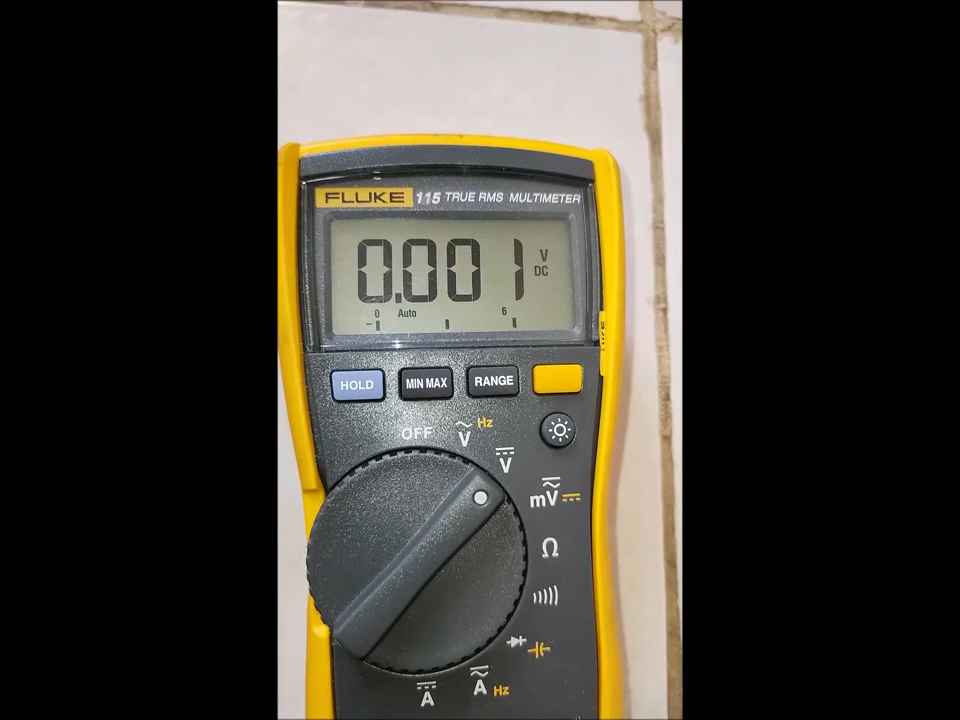 FLUKE 115 TRUE RMS MULTIMETER
0.001 V DC
0 Auto 6
HOLD MIN MAX RANGE
OFF V Hz
V
mV
Ω
A Hz
A